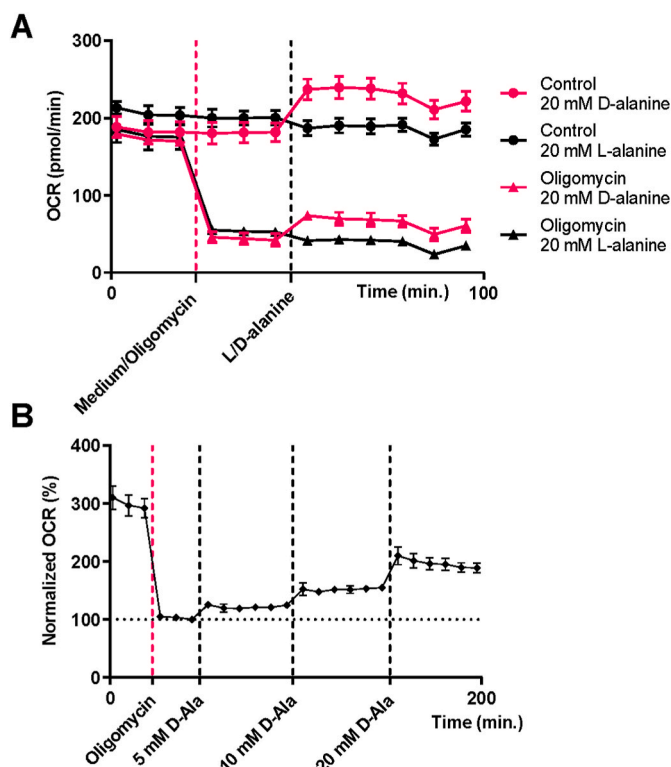 A
300
200
100
0
OCR (pmol/min)
0
Time (min.)
100
Medium/Oligomycin
L/D-alanine
Control
20 mM D-alanine
Control
20 mM L-alanine
Oligomycin
20 mM D-alanine
Oligomycin
20 mM L-alanine
B
400
300
200
100
0
Normalized OCR (%)
0
200
Time (min.)
Oligomycin
5 mM D-Ala
10 mM D-Ala
20 mM D-Ala